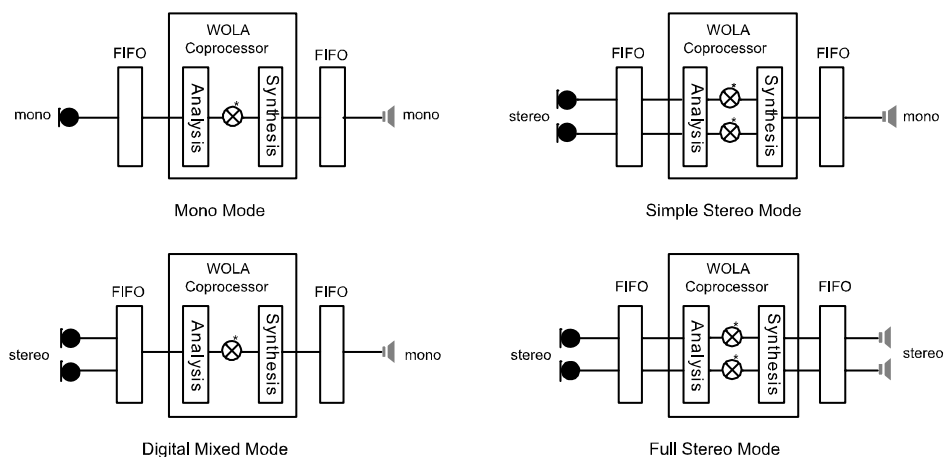 WOLA
Coprocessor
FIFO
FIFO
mono
Analysis
*
Synthesis
mono
Mono Mode
WOLA
Coprocessor
FIFO
FIFO
stereo
Analysis
*
*
Synthesis
mono
Simple Stereo Mode
WOLA
Coprocessor
FIFO
FIFO
stereo
Analysis
*
Synthesis
mono
Digital Mixed Mode
WOLA
Coprocessor
FIFO
FIFO
stereo
Analysis
*
*
Synthesis
stereo
Full Stereo Mode